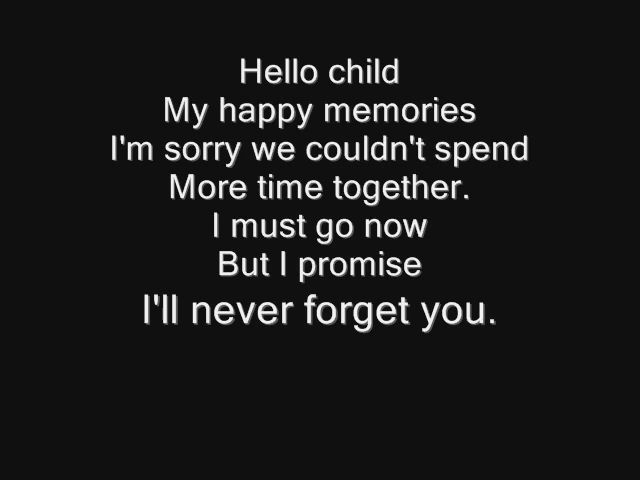 Hello child
My happy memories
I'm sorry we couldn't spend
More time together.
I must go now
But I promise
I'll never forget you.